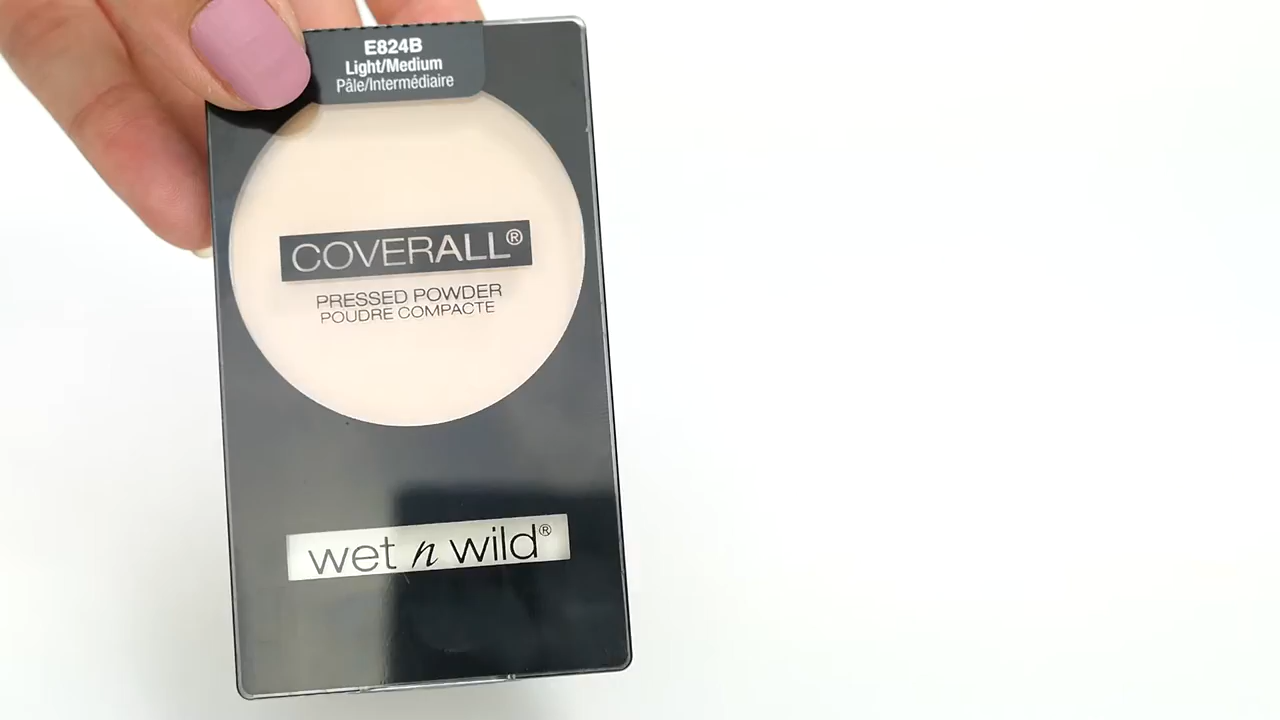 E824B
Light/Medium
Pâle/Intermédiaire
COVERALL®
PRESSED POWDER
POUDRE COMPACTE
wet n wild®